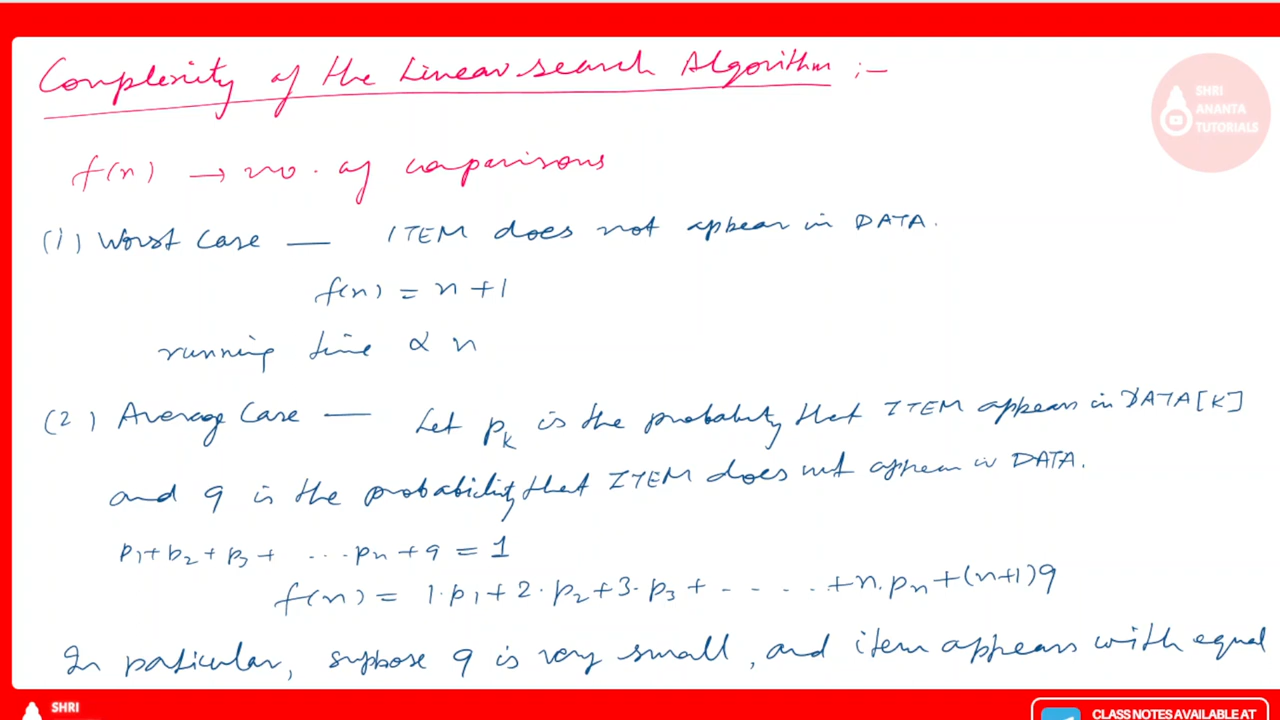 Complexity of the Linear search Algorithm :-
SHRI
ANANTA
TUTORIALS
f(n) → no. of comparisons
(1) Worst Case — ITEM does not appear in DATA.
f(n) = n+1
running time ∝ n
(2) Average Case — Let pₖ is the probability that ITEM appears in DATA[K]
and q is the probability that ITEM does not appear in DATA.
p₁+p₂+p₃+ ...pₙ+q = 1
f(n) = 1·p₁+2·p₂+3·p₃+ - . . . . +n.pₙ+(n+1)q
In particular, suppose q is very small, and item appears with equal
SHRI
CLASS NOTES AVAILABLE AT